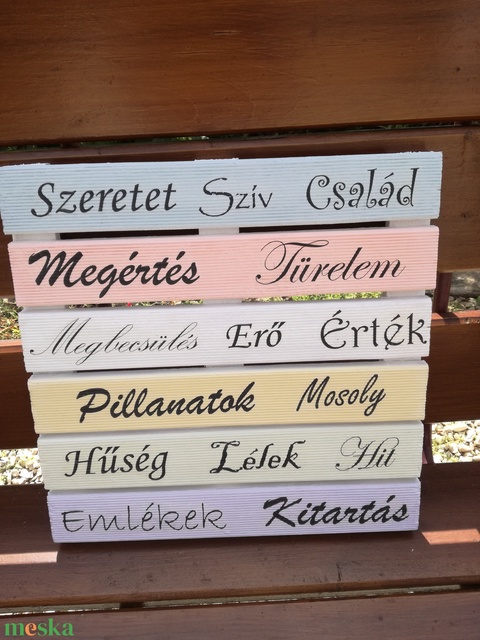 Szeretet Szív Család
Megértés Türelem
Megbecsülés Erő Érték
Pillanatok Mosoly
Hűség Lélek Hit
Emlékek Kitartás
meska